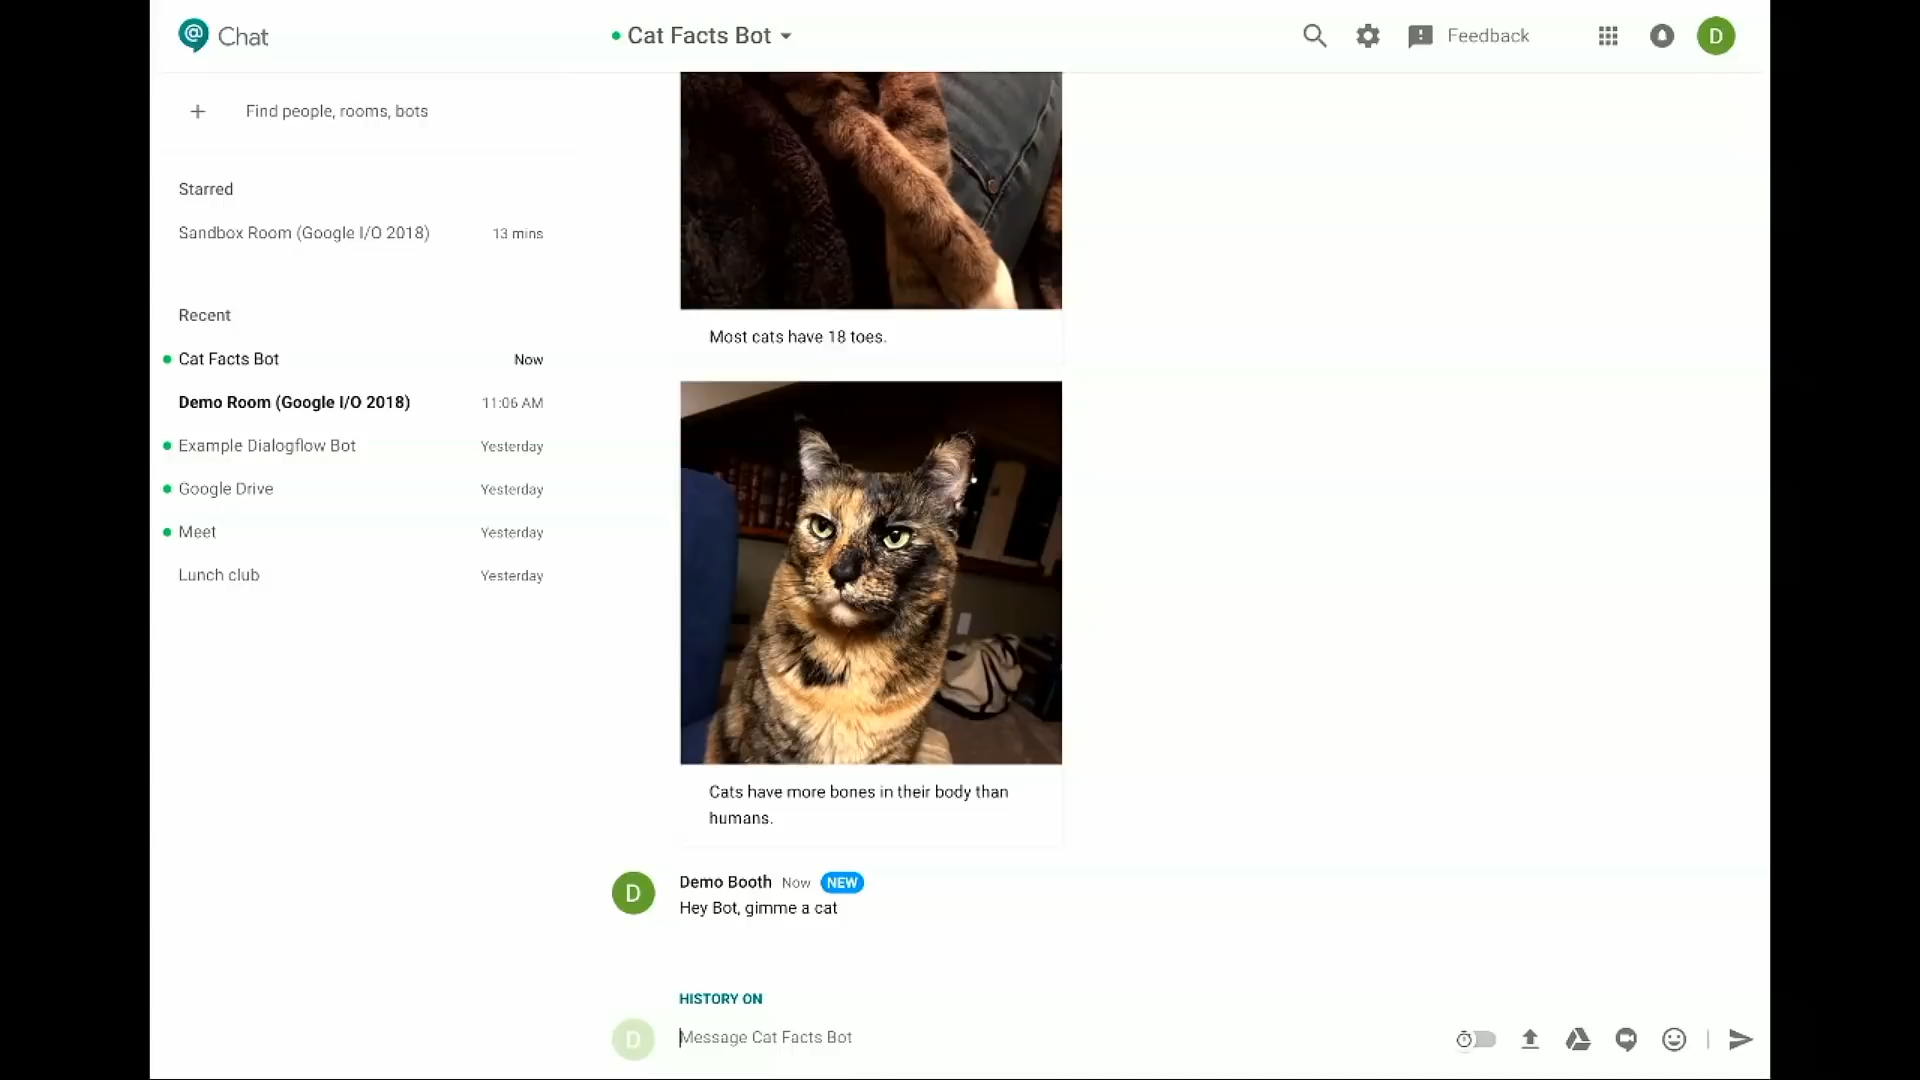 @ Chat
Cat Facts Bot
Feedback
D
Find people, rooms, bots
Starred
Sandbox Room (Google I/O 2018) 13 mins
Recent
Cat Facts Bot Now
Demo Room (Google I/O 2018) 11:06 AM
Example Dialogflow Bot Yesterday
Google Drive Yesterday
Meet Yesterday
Lunch club Yesterday
Most cats have 18 toes.
Cats have more bones in their body than
humans.
D
Demo Booth Now NEW
Hey Bot, gimme a cat
HISTORY ON
D
Message Cat Facts Bot